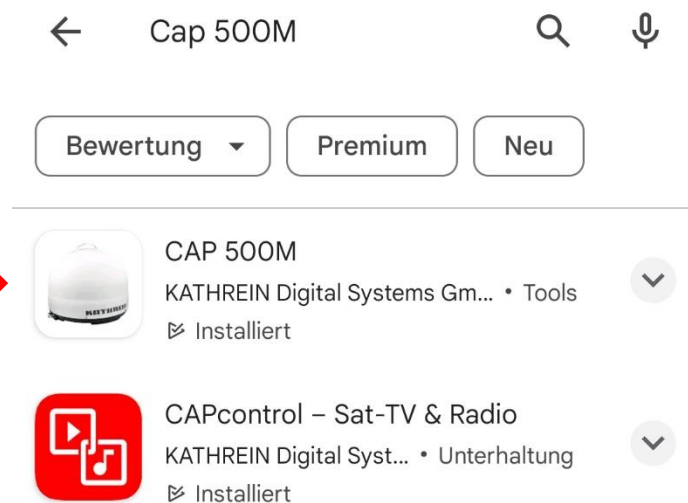 Cap 500M
Bewertung Premium Neu
CAP 500M
KATHREIN Digital Systems Gm... • Tools
Installiert
KATHREIN
CAPcontrol – Sat-TV & Radio
KATHREIN Digital Syst... • Unterhaltung
Installiert